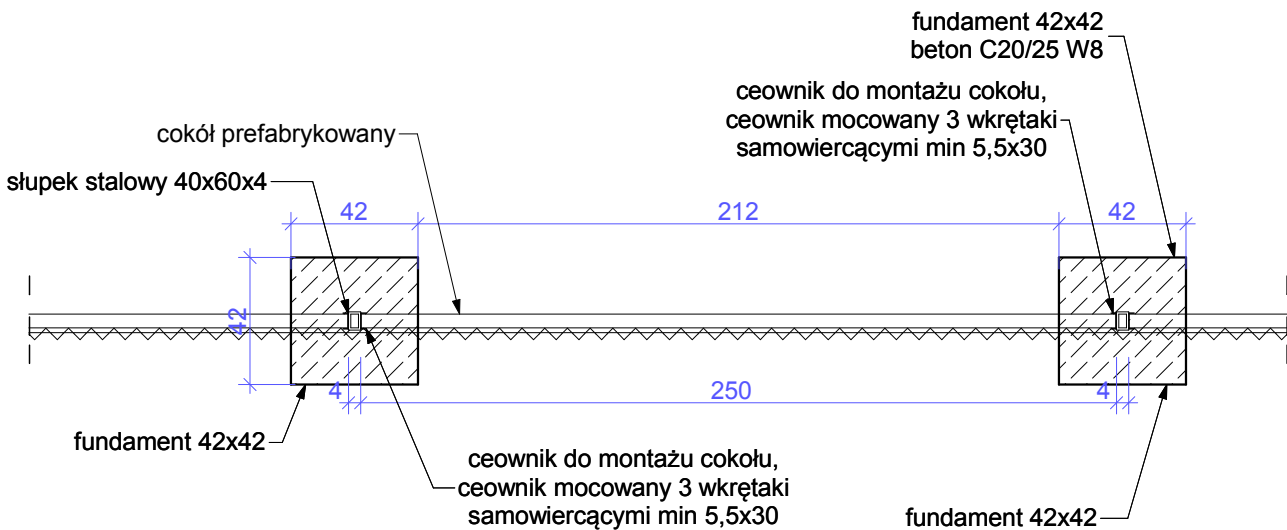 fundament 42x42
beton C20/25 W8
ceownik do montażu cokołu,
ceownik mocowany 3 wkrętaki
samowiercącymi min 5,5x30
cokół prefabrykowany
słupek stalowy 40x60x4
42
212
42
42
4
250
4
fundament 42x42
ceownik do montażu cokołu,
ceownik mocowany 3 wkrętaki
samowiercącymi min 5,5x30
fundament 42x42